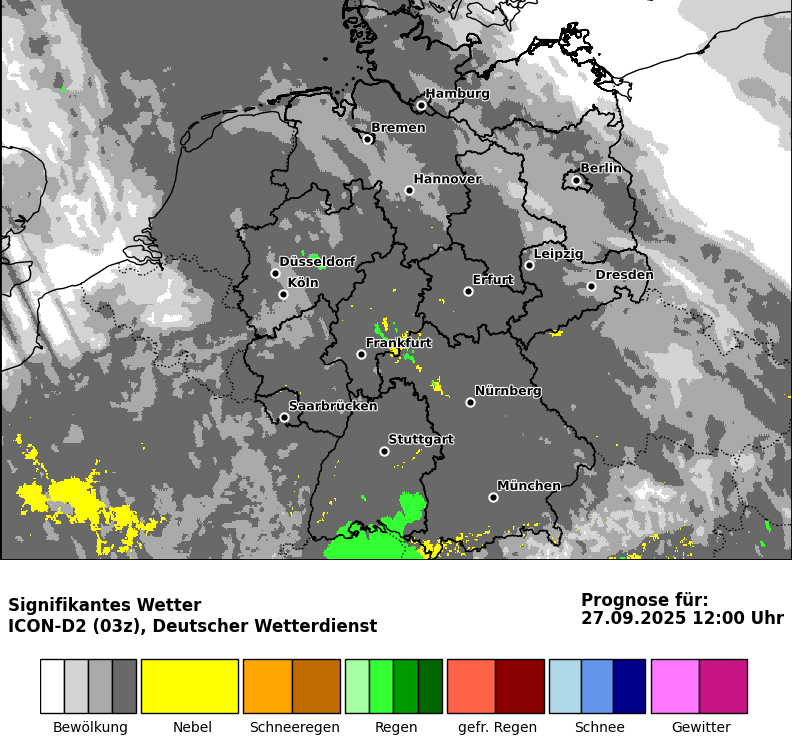 Hamburg
Bremen
Berlin
Hannover
Leipzig
Düsseldorf
Dresden
Erfurt
Köln
Frankfurt
Nürnberg
Saarbrücken
Stuttgart
München
Signifikantes Wetter
ICON-D2 (03z), Deutscher Wetterdienst
Prognose für:
27.09.2025 12:00 Uhr
Bewölkung
Nebel
Schneeregen
Regen
gefr. Regen
Schnee
Gewitter